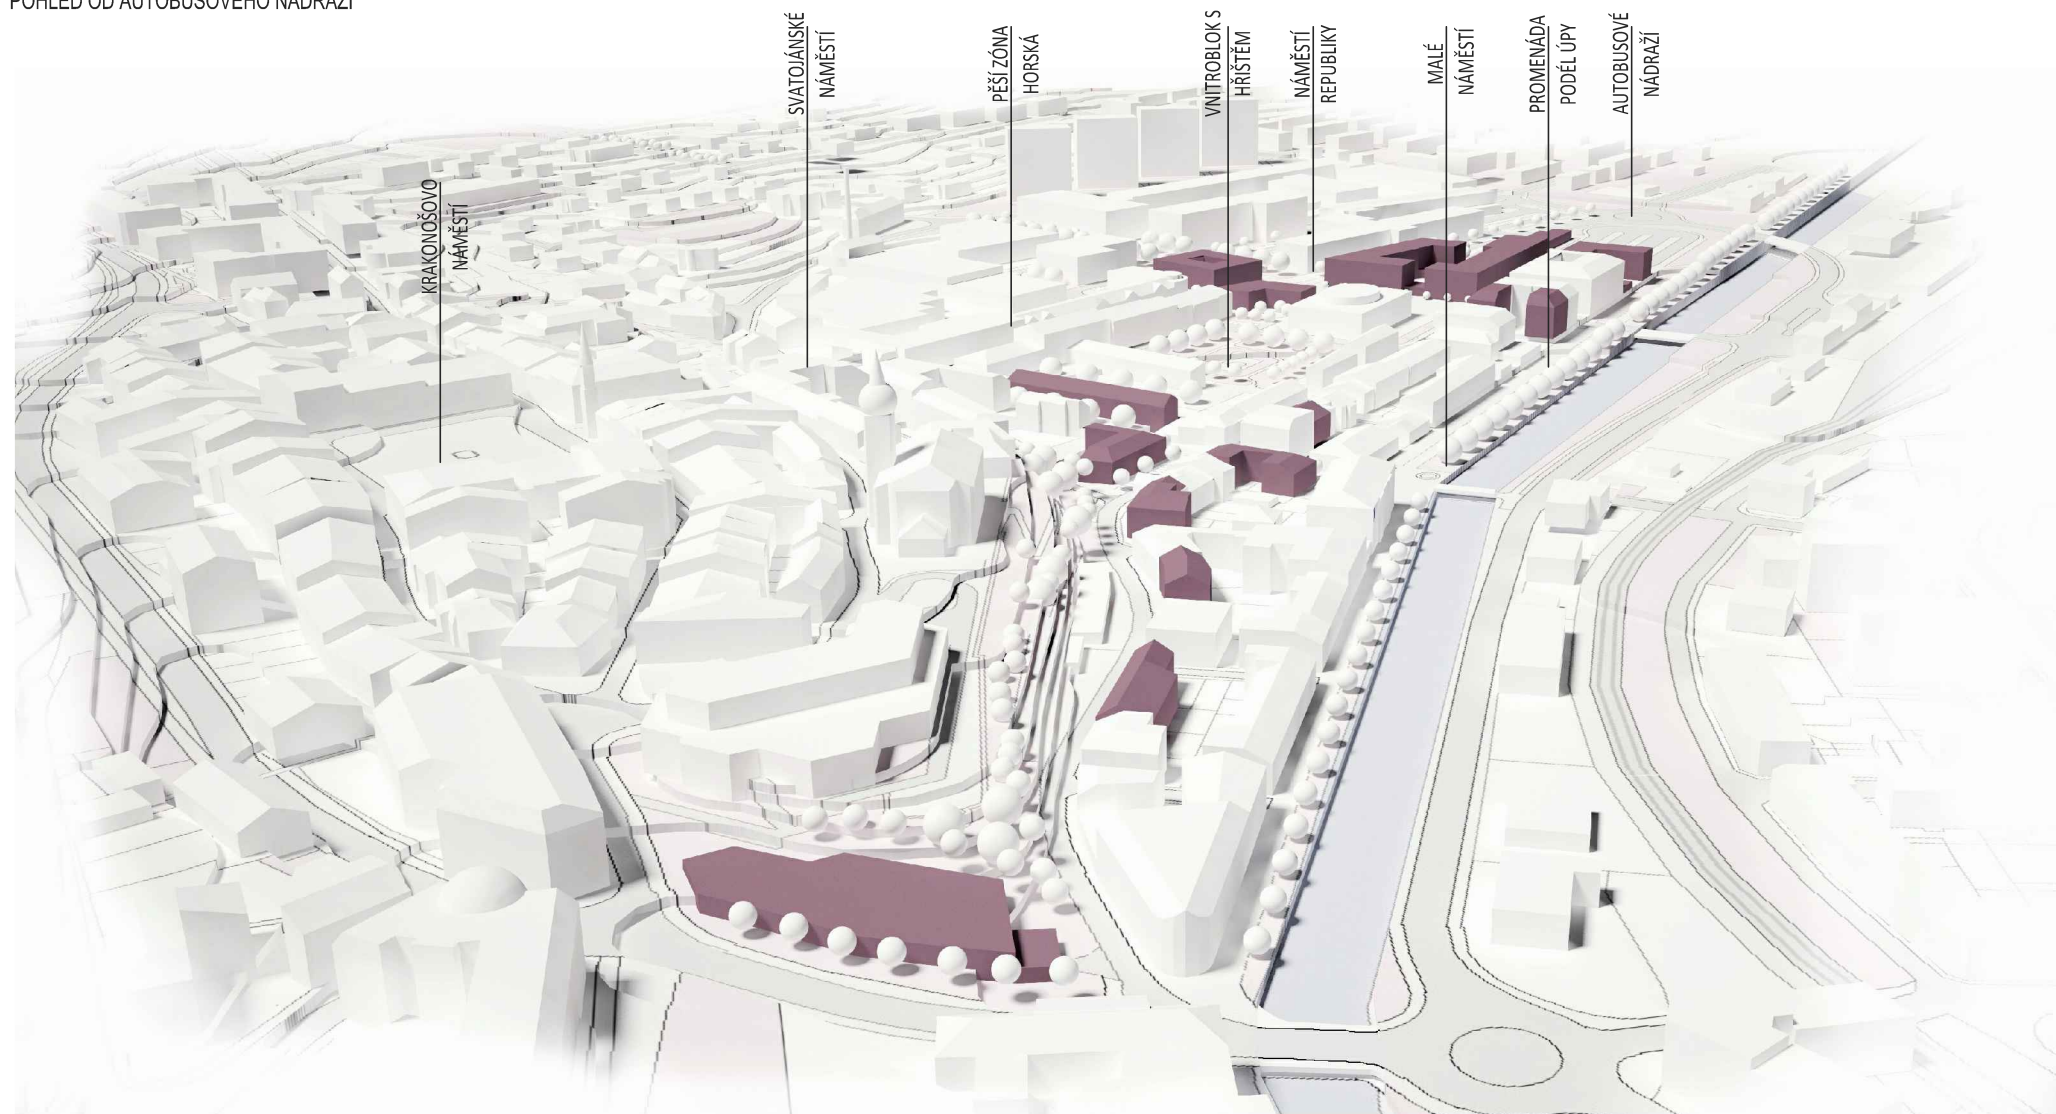 POHLED OD AUTOBUSOVÉHO NÁDRAŽÍ
SVATOJÁNSKÉ
NÁMĚSTÍ
PĚŠÍ ZÓNA
HORSKÁ
VNITROBLOK S
HŘIŠTĚM
NÁMĚSTÍ
REPUBLIKY
MALÉ
NÁMĚSTÍ
PROMENÁDA
PODÉL ÚPY
AUTOBUSOVÉ
NÁDRAŽÍ
KRAKONOŠOVO
NÁMĚSTÍ